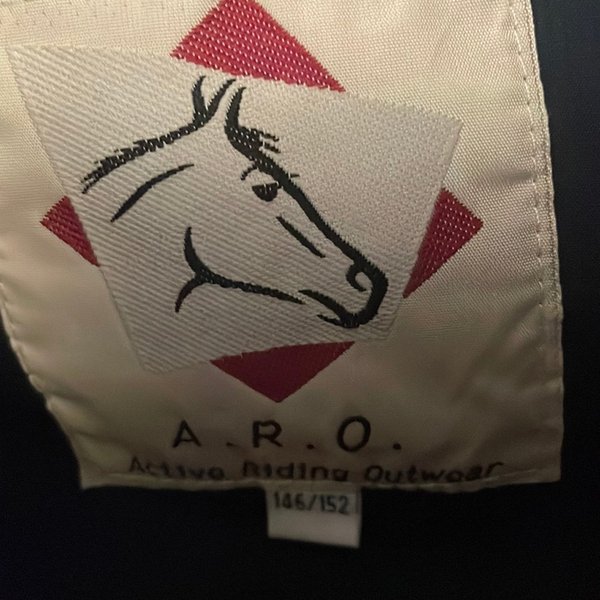 A.R.O.
Active Riding Outwear
146/152